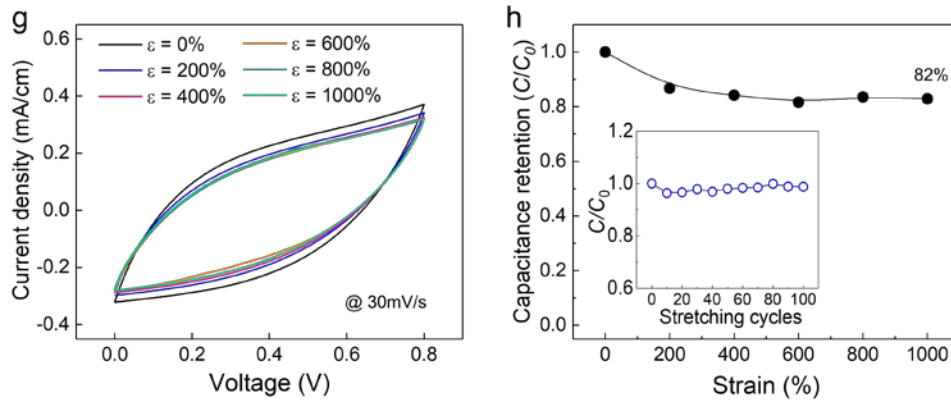 g
0.6
0.4
0.2
0.0
-0.2
-0.4
Current density (mA/cm)
ε = 0%
ε = 200%
ε = 400%
ε = 600%
ε = 800%
ε = 1000%
@ 30mV/s
0.0 0.2 0.4 0.6 0.8
Voltage (V)
h
1.0
0.8
0.6
0.4
0.2
0.0
Capacitance retention (C/C0)
82%
1.2
1.0
0.8
0.6
C/C0
0 20 40 60 80 100
Stretching cycles
0 200 400 600 800 1000
Strain (%)